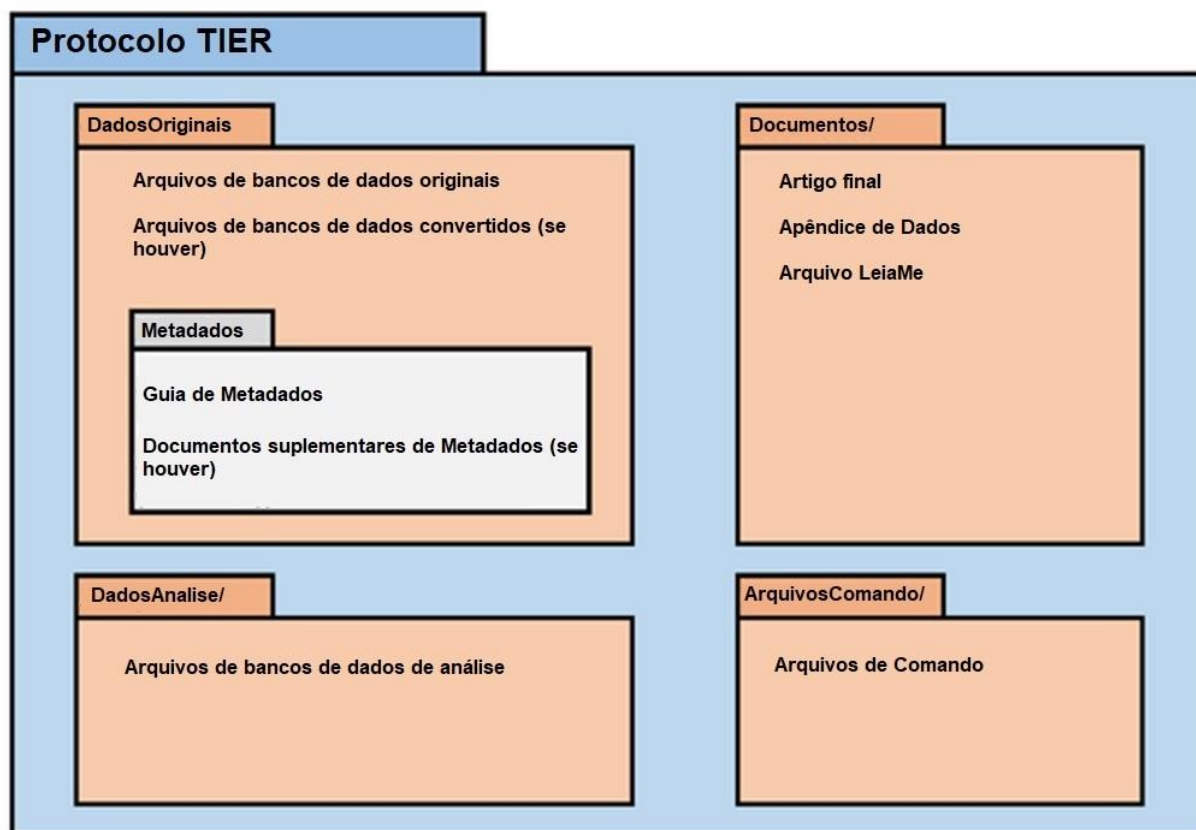 Protocolo TIER
DadosOriginais
Arquivos de bancos de dados originais
Arquivos de bancos de dados convertidos (se
houver)
Metadados
Guia de Metadados
Documentos suplementares de Metadados (se
houver)
Documentos/
Artigo final
Apêndice de Dados
Arquivo LeiaMe
DadosAnalise/
Arquivos de bancos de dados de análise
ArquivosComando/
Arquivos de Comando